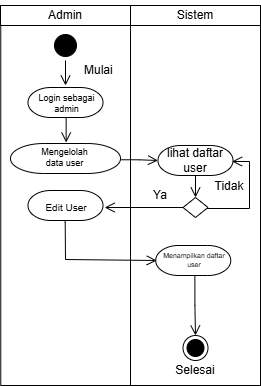 Admin
Sistem
Mulai
Login sebagai
admin
Mengelolah
data user
lihat daftar
user
Tidak
Ya
Edit User
Menampilkan daftar
user
Selesai